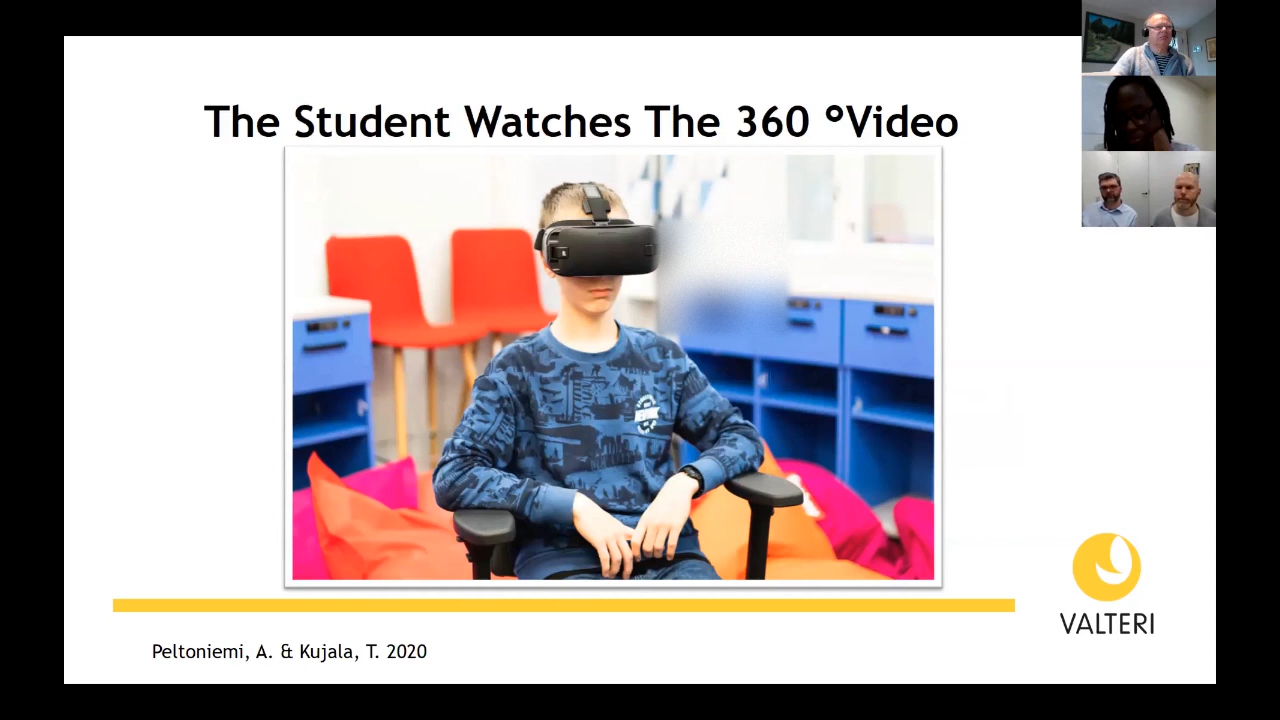 The Student Watches The 360 °Video
VALTERI
Peltoniemi, A. & Kujala, T. 2020